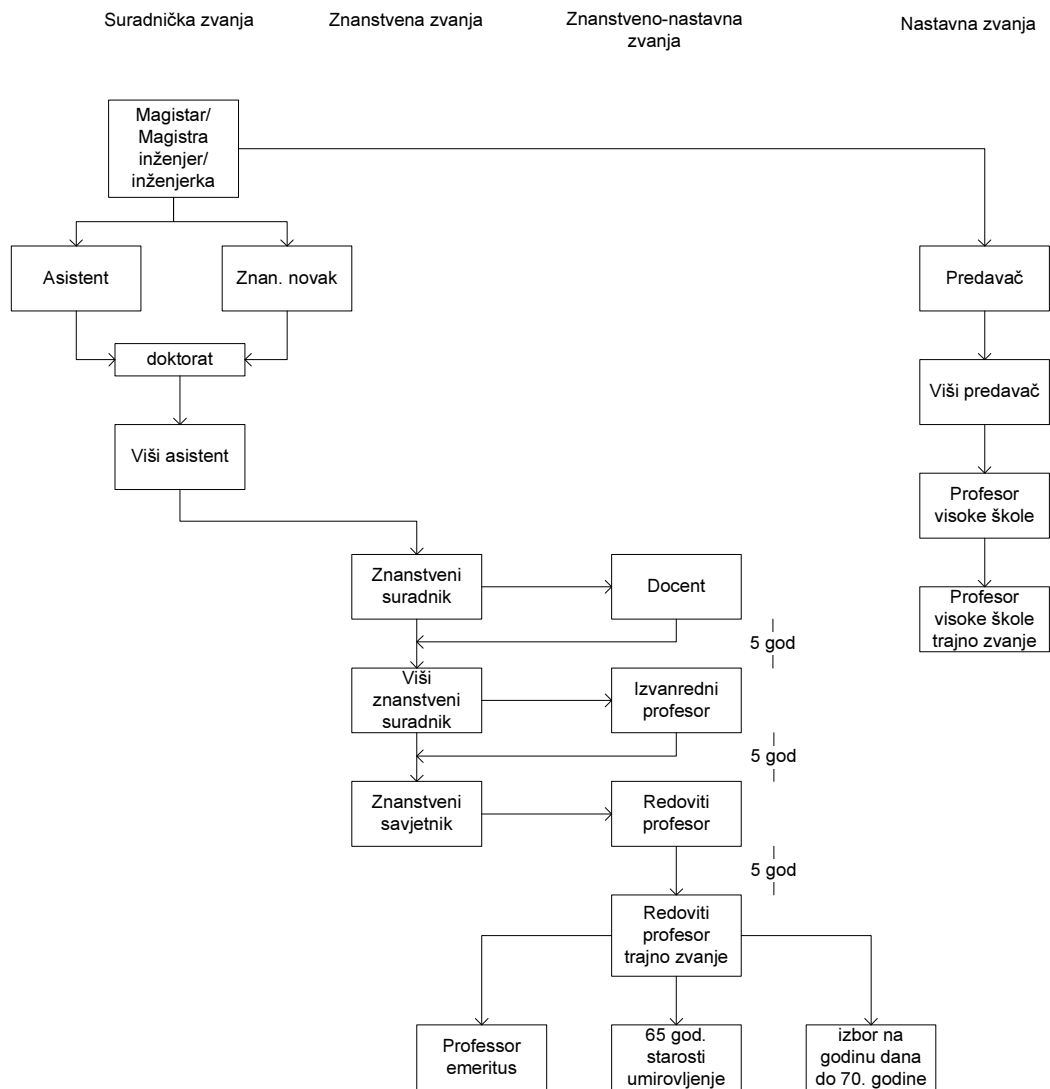 Suradnička zvanja
Znanstvena zvanja
Znanstveno-nastavna
zvanja
Nastavna zvanja
Magistar/
Magistra
inženjer/
inženjerka
Asistent
Znan. novak
Predavač
doktorat
Viši predavač
Viši asistent
Profesor
visoke škole
Znanstveni
suradnik
Docent
Profesor
visoke škole
trajno zvanje
5 god
Viši
znanstveni
suradnik
Izvanredni
profesor
5 god
Znanstveni
savjetnik
Redoviti
profesor
5 god
Redoviti
profesor
trajno zvanje
Professor
emeritus
65 god.
starosti
umirovljenje
izbor na
godinu dana
do 70. godine